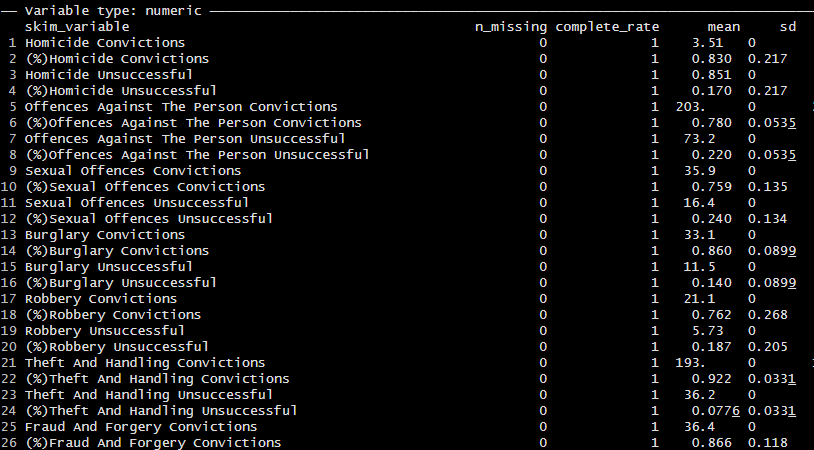 ── Variable type: numeric ──────────
skim_variable n_missing complete_rate mean sd
1 Homicide Convictions 0 1 3.51 0
2 (%)Homicide Convictions 0 1 0.830 0.217
3 Homicide Unsuccessful 0 1 0.851 0
4 (%)Homicide Unsuccessful 0 1 0.170 0.217
5 Offences Against The Person Convictions 0 1 203. 0
6 (%)Offences Against The Person Convictions 0 1 0.780 0.0535
7 Offences Against The Person Unsuccessful 0 1 73.2 0
8 (%)Offences Against The Person Unsuccessful 0 1 0.220 0.0535
9 Sexual Offences Convictions 0 1 35.9 0
10 (%)Sexual Offences Convictions 0 1 0.759 0.135
11 Sexual Offences Unsuccessful 0 1 16.4 0
12 (%)Sexual Offences Unsuccessful 0 1 0.240 0.134
13 Burglary Convictions 0 1 33.1 0
14 (%)Burglary Convictions 0 1 0.860 0.0899
15 Burglary Unsuccessful 0 1 11.5 0
16 (%)Burglary Unsuccessful 0 1 0.140 0.0899
17 Robbery Convictions 0 1 21.1 0
18 (%)Robbery Convictions 0 1 0.762 0.268
19 Robbery Unsuccessful 0 1 5.73 0
20 (%)Robbery Unsuccessful 0 1 0.187 0.205
21 Theft And Handling Convictions 0 1 193. 0
22 (%)Theft And Handling Convictions 0 1 0.922 0.0331
23 Theft And Handling Unsuccessful 0 1 36.2 0
24 (%)Theft And Handling Unsuccessful 0 1 0.0776 0.0331
25 Fraud And Forgery Convictions 0 1 36.4 0
26 (%)Fraud And Forgery Convictions 0 1 0.866 0.118